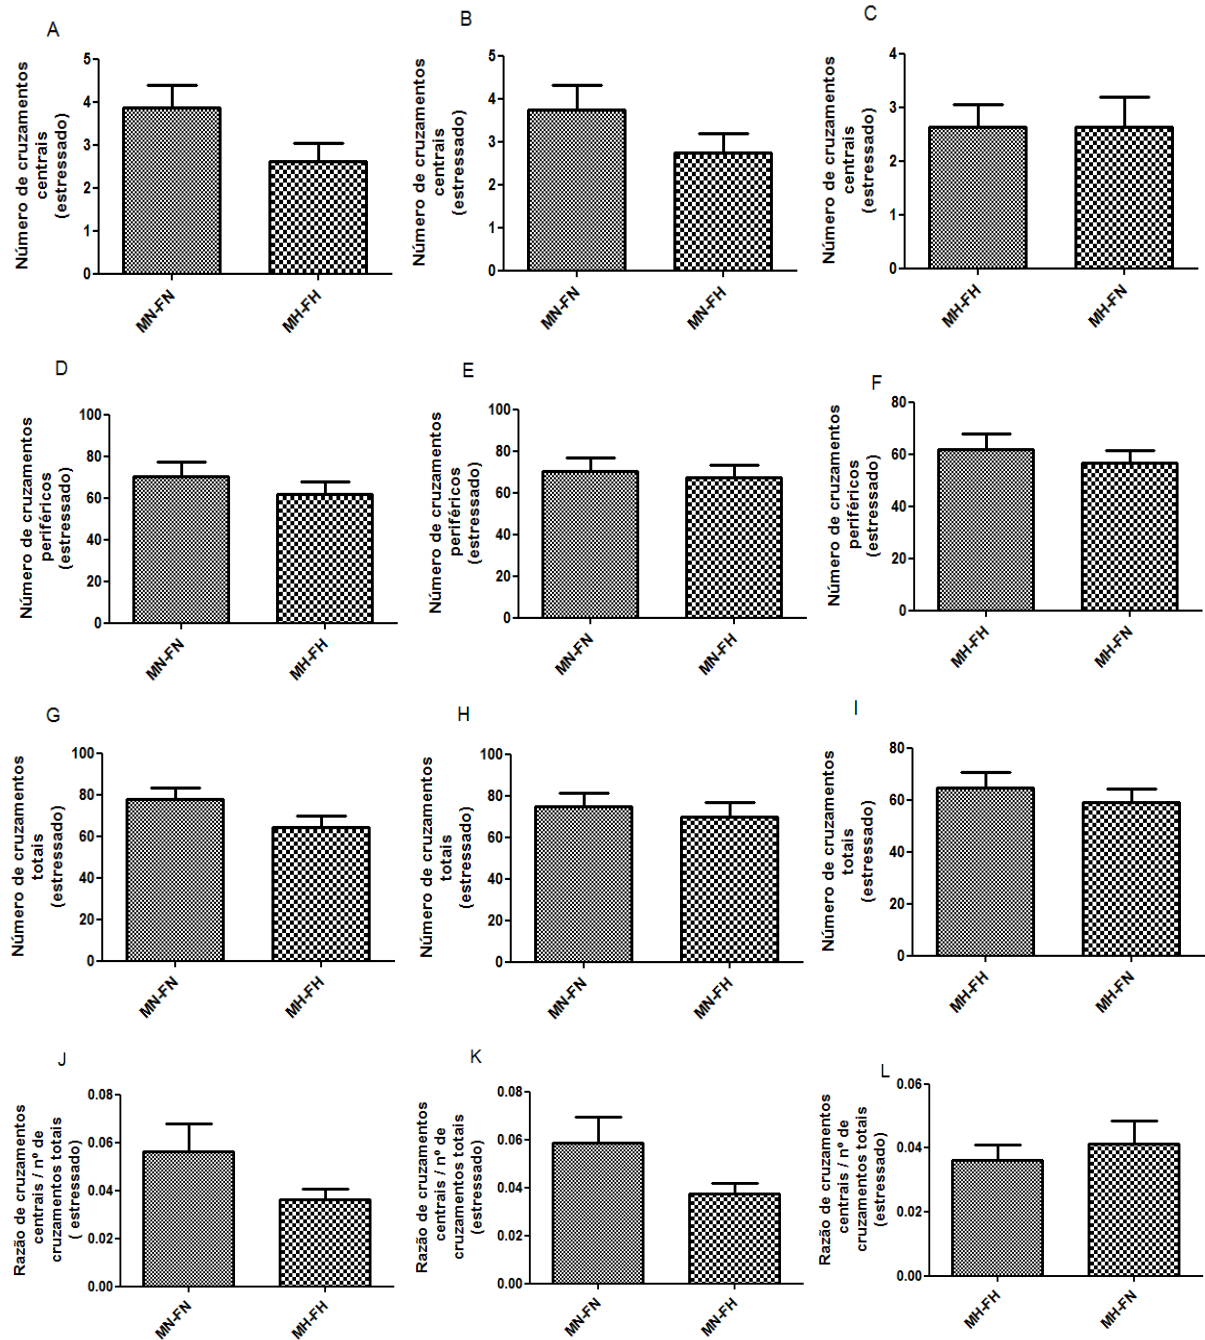 A
Número de cruzamentos
centrais
(estressado)
5
4
3
2
1
0
MN-FN
MH-FH
B
Número de cruzamentos
centrais
(estressado)
5
4
3
2
1
0
MN-FN
MN-FH
C
Número de cruzamentos
centrais
(estressado)
4
3
2
1
0
MH-FH
MH-FN
D
Número de cruzamentos
periféricos
(estressado)
100
80
60
40
20
0
MN-FN
MH-FH
E
Número de cruzamentos
periféricos
(estressado)
100
80
60
40
20
0
MN-FN
MN-FH
F
Número de cruzamentos
periféricos
(estressado)
80
60
40
20
0
MH-FH
MH-FN
G
Número de cruzamentos
totais
(estressado)
100
80
60
40
20
0
MN-FN
MH-FH
H
Número de cruzamentos
totais
(estressado)
100
80
60
40
20
0
MN-FN
MN-FH
I
Número de cruzamentos
totais
(estressado)
80
60
40
20
0
MH-FH
MH-FN
J
Razão de cruzamentos
centrais / nº de
cruzamentos totais
( estressado)
0.08
0.06
0.04
0.02
0.00
MN-FN
MH-FH
K
Razão de cruzamentos
centrais / nº de
cruzamentos totais
(estressado)
0.08
0.06
0.04
0.02
0.00
MN-FN
MN-FH
L
Razão de cruzamentos
centrais / nº de
cruzamentos totais
(estressado)
0.06
0.04
0.02
0.00
MH-FH
MH-FN